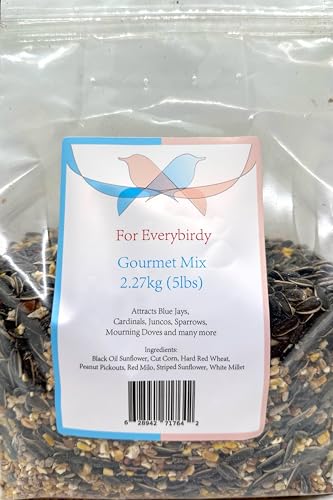 For Everybirdy
Gourmet Mix
2.27kg (5lbs)
Attracts Blue Jays,
Cardinals, Juncos, Sparrows,
Mourning Doves and many more
Ingredients:
Black Oil Sunflower, Cut Corn, Hard Red Wheat,
Peanut Pickouts, Red Milo, Striped Sunflower, White Millet
6 28942 71764 2